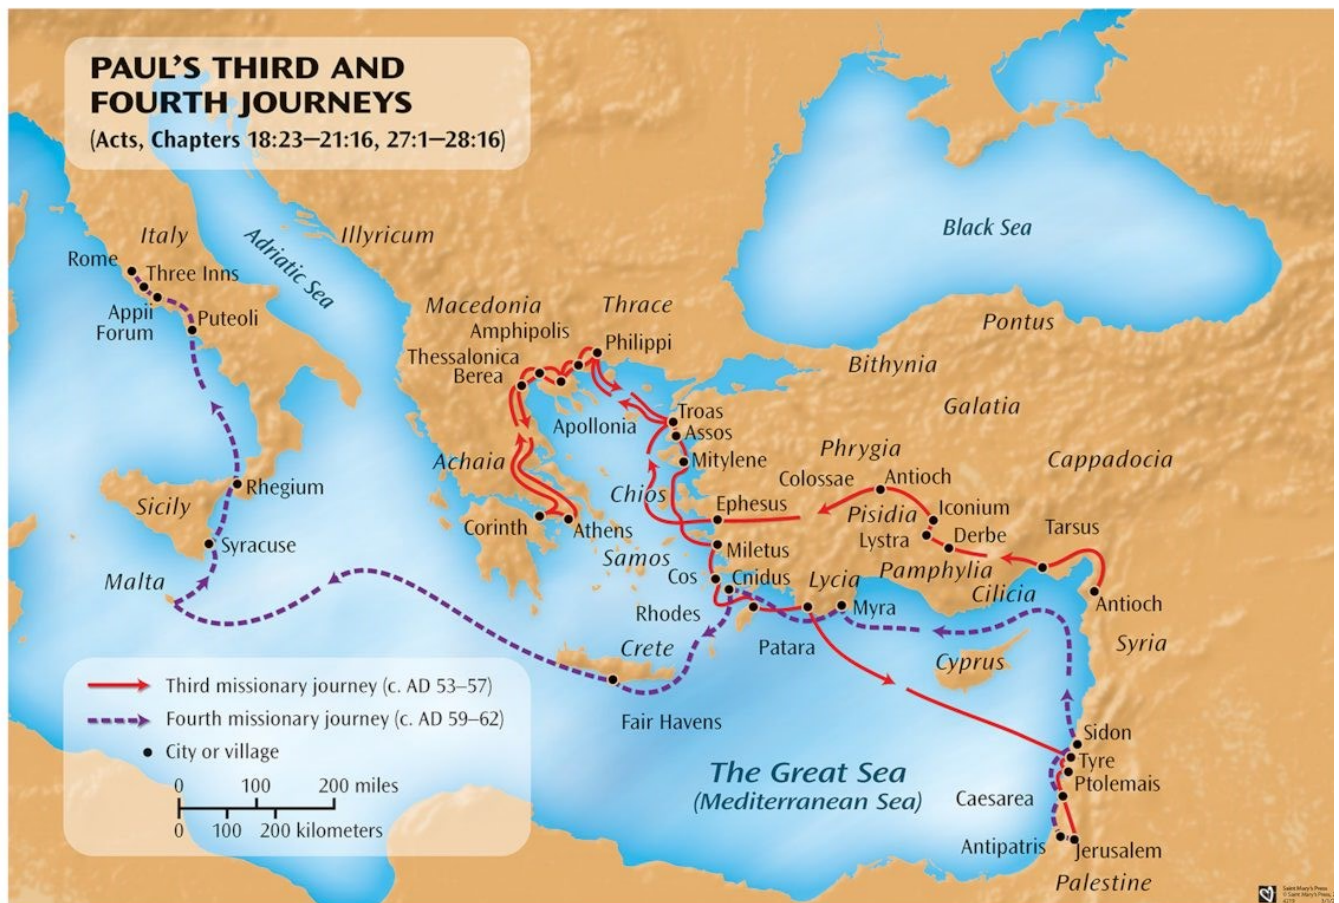 PAUL'S THIRD AND
FOURTH JOURNEYS
(Acts, Chapters 18:23–21:16, 27:1–28:16)
Italy
Adriatic Sea
Illyricum
Black Sea
Rome
Three Inns
Appii
Forum
Puteoli
Macedonia
Thrace
Pontus
Amphipolis
Philippi
Thessalonica
Berea
Bithynia
Galatia
Apollonia
Troas
Assos
Mitylene
Phrygia
Cappadocia
Achaia
Colossae
Antioch
Rhegium
Sicily
Chios
Ephesus
Pisidia
Iconium
Corinth
Athens
Lystra
Derbe
Tarsus
Syracuse
Samos
Miletus
Malta
Cos
Cnidus
Lycia
Pamphylia
Cilicia
Antioch
Rhodes
Myra
Syria
Crete
Patara
Cyprus
Third missionary journey (c. AD 53–57)
Fourth missionary journey (c. AD 59–62)
City or village
0 100 200 miles
0 100 200 kilometers
Fair Havens
Sidon
Tyre
Ptolemais
The Great Sea
(Mediterranean Sea)
Caesarea
Antipatris
Jerusalem
Palestine
Saint Mary's Press